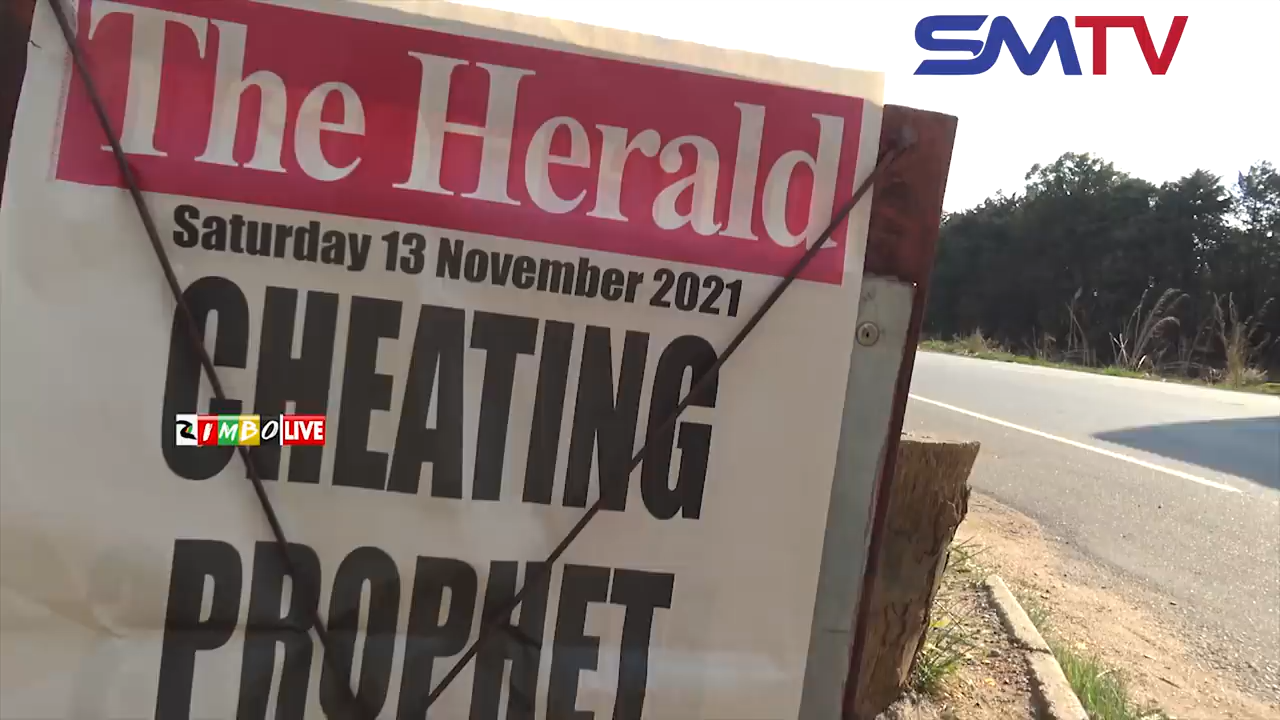 SMTV
The Herald
Saturday 13 November 2021
CHEATING
ZIMBO LIVE
PROPHET